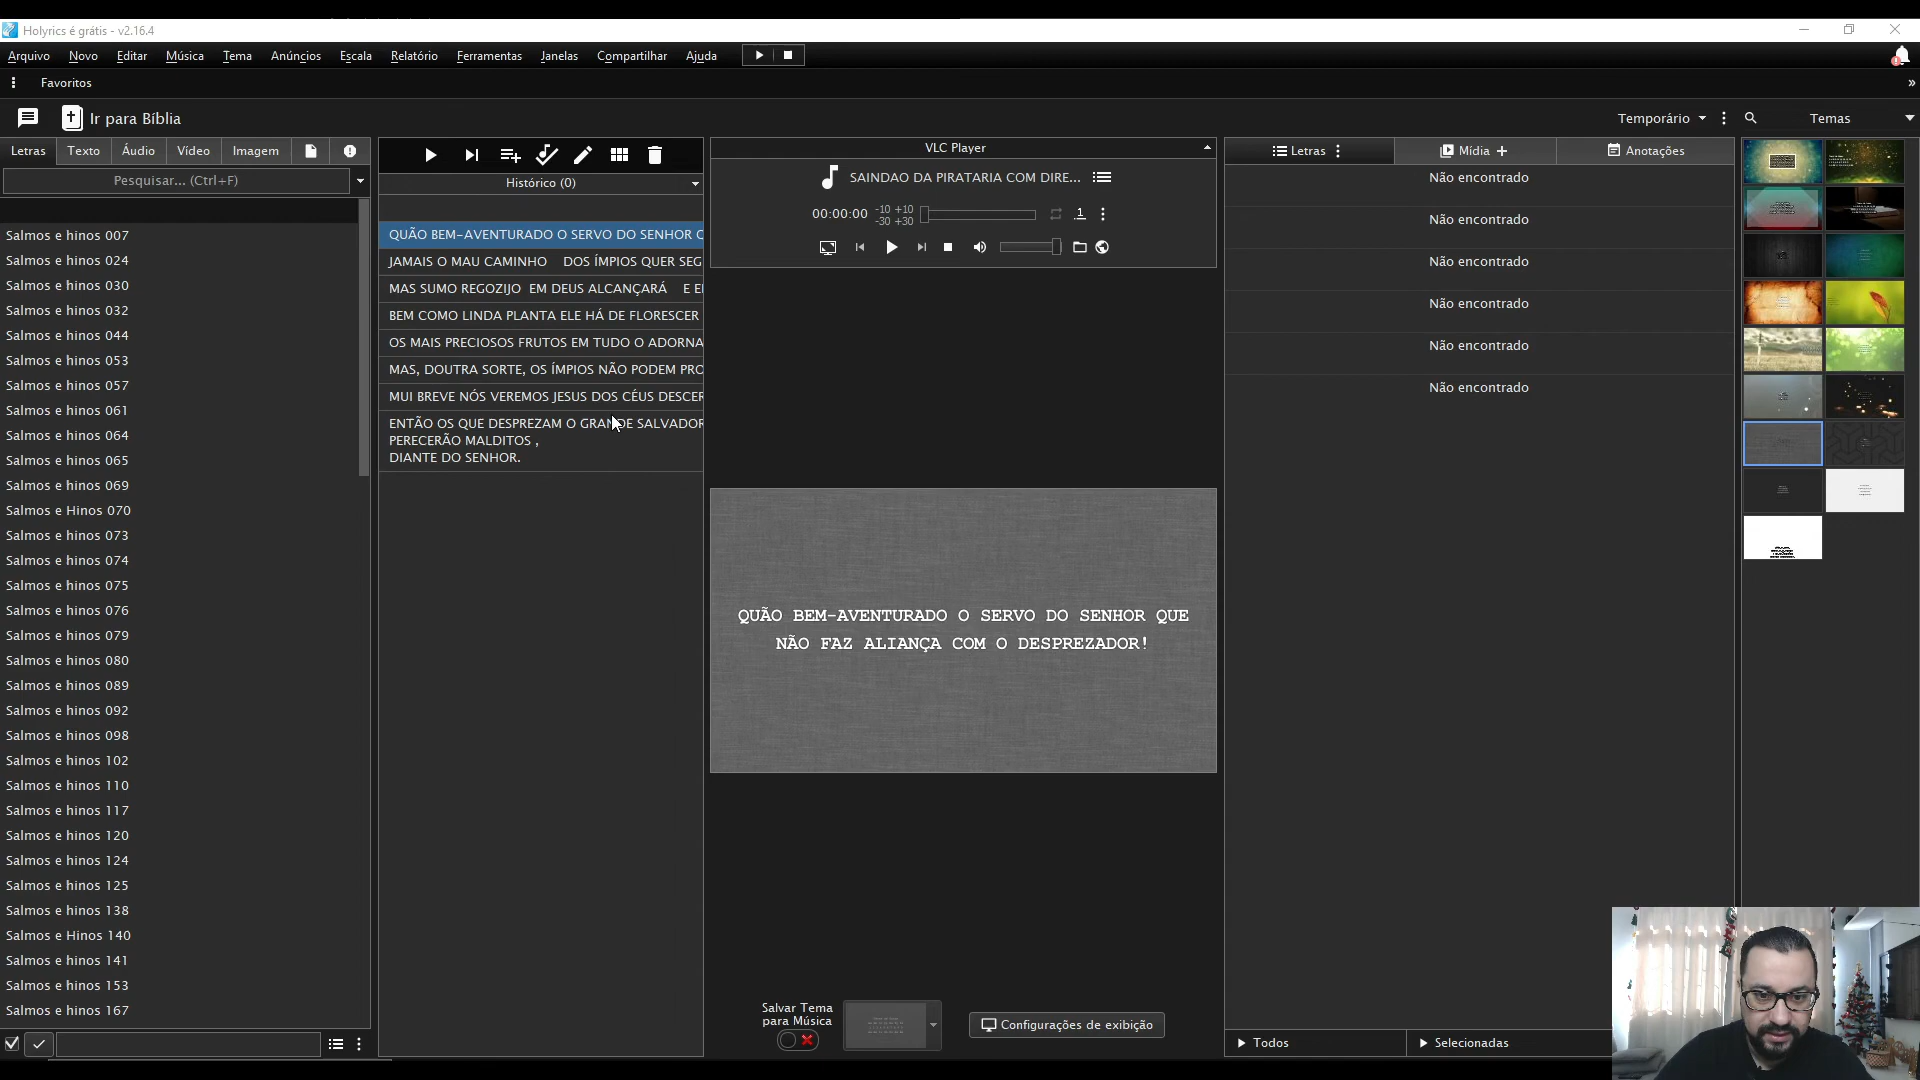 Holyrics é grátis - v2.16.4
Arquivo Novo Editar Música Tema Anúncios Escala Relatório Ferramentas Janelas Compartilhar Ajuda
Favoritos
Ir para Bíblia
Temporário
Temas
Letras Texto Áudio Vídeo Imagem
Pesquisar... (Ctrl+F)
Salmos e hinos 007
Salmos e hinos 024
Salmos e hinos 030
Salmos e hinos 032
Salmos e hinos 044
Salmos e hinos 053
Salmos e hinos 057
Salmos e hinos 061
Salmos e hinos 064
Salmos e hinos 065
Salmos e hinos 069
Salmos e Hinos 070
Salmos e hinos 073
Salmos e hinos 074
Salmos e hinos 075
Salmos e hinos 076
Salmos e hinos 079
Salmos e hinos 080
Salmos e hinos 089
Salmos e hinos 092
Salmos e hinos 098
Salmos e hinos 102
Salmos e hinos 110
Salmos e hinos 117
Salmos e hinos 120
Salmos e hinos 124
Salmos e hinos 125
Salmos e hinos 138
Salmos e Hinos 140
Salmos e hinos 141
Salmos e hinos 153
Salmos e hinos 167
Histórico (0)
QUÃO BEM-AVENTURADO O SERVO DO SENHOR Q
JAMAIS O MAU CAMINHO DOS ÍMPIOS QUER SEG
MAS SUMO REGOZIJO EM DEUS ALCANÇARÁ E EI
BEM COMO LINDA PLANTA ELE HÁ DE FLORESCER
OS MAIS PRECIOSOS FRUTOS EM TUDO O ADORNA
MAS, DOUTRA SORTE, OS ÍMPIOS NÃO PODEM PRO
MUI BREVE NÓS VEREMOS JESUS DOS CÉUS DESCER
ENTÃO OS QUE DESPREZAM O GRANDE SALVADOR
PERECERÃO MALDITOS ,
DIANTE DO SENHOR.
VLC Player
SAINDAO DA PIRATARIA COM DIRE...
00:00:00 -10 +10
-30 +30
1
QUÃO BEM-AVENTURADO O SERVO DO SENHOR QUE
NÃO FAZ ALIANÇA COM O DESPREZADOR!
Salvar Tema
para Música
Configurações de exibição
Letras Mídia Anotações
Não encontrado
Não encontrado
Não encontrado
Não encontrado
Não encontrado
Não encontrado
Todos Selecionadas